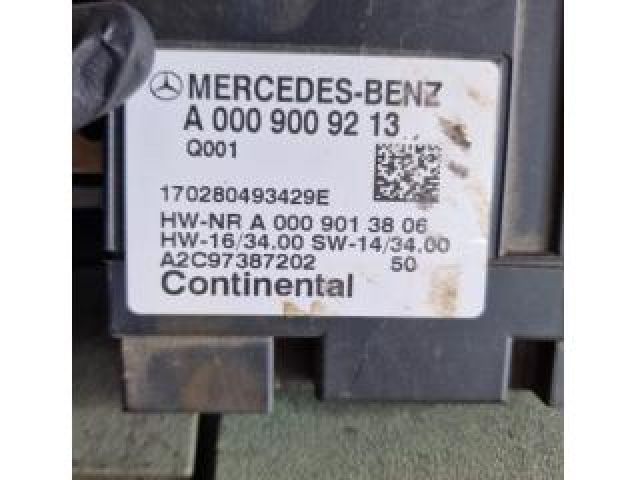 MERCEDES-BENZ
A 000 900 92 13
Q001
170280493429E
HW-NR A 000 901 38 06
HW-16/34.00 SW-14/34.00
A2C97387202 50
Continental